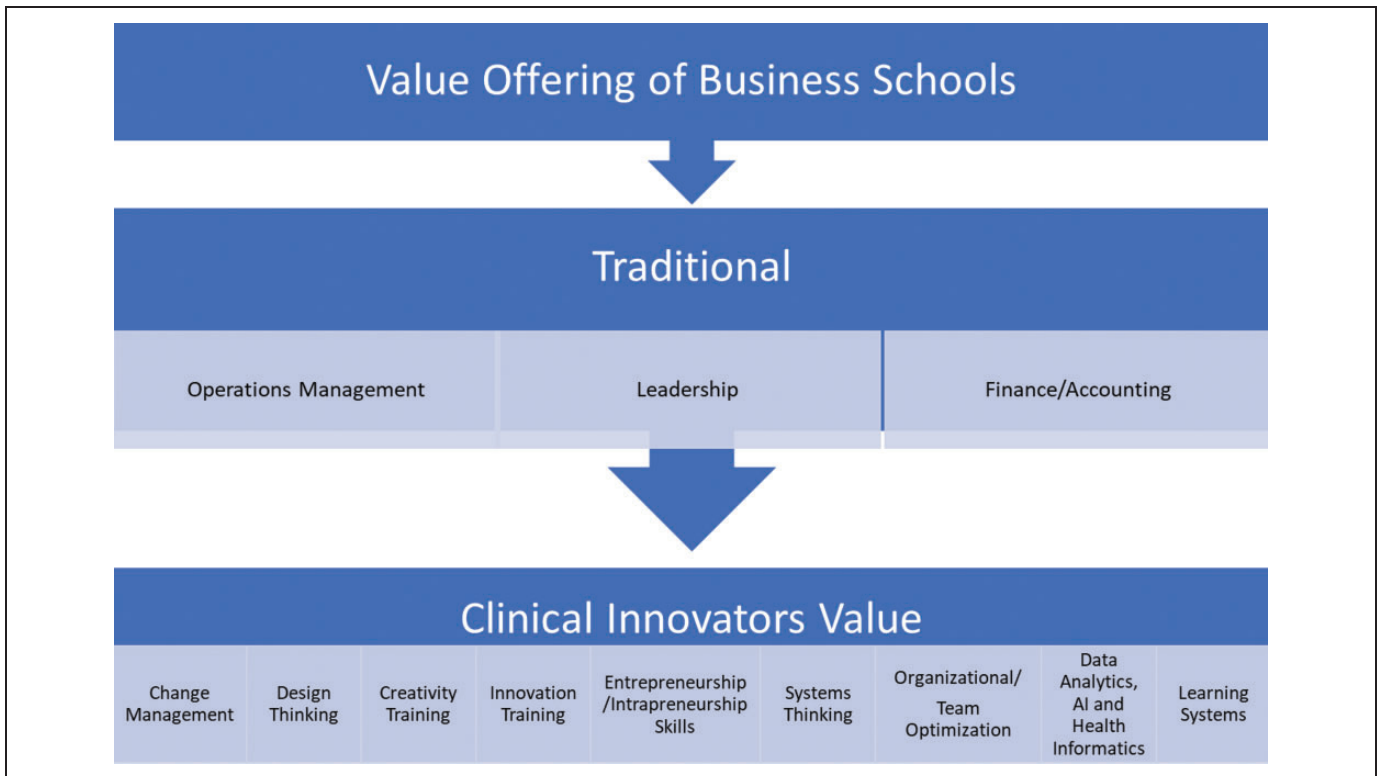 Value Offering of Business Schools
Traditional
Operations Management
Leadership
Finance/Accounting
Clinical Innovators Value
Change
Management
Design
Thinking
Creativity
Training
Innovation
Training
Entrepreneurship
/Intrapreneurship
Skills
Systems
Thinking
Organizational/
Team
Optimization
Data
Analytics,
AI and
Health
Informatics
Learning
Systems